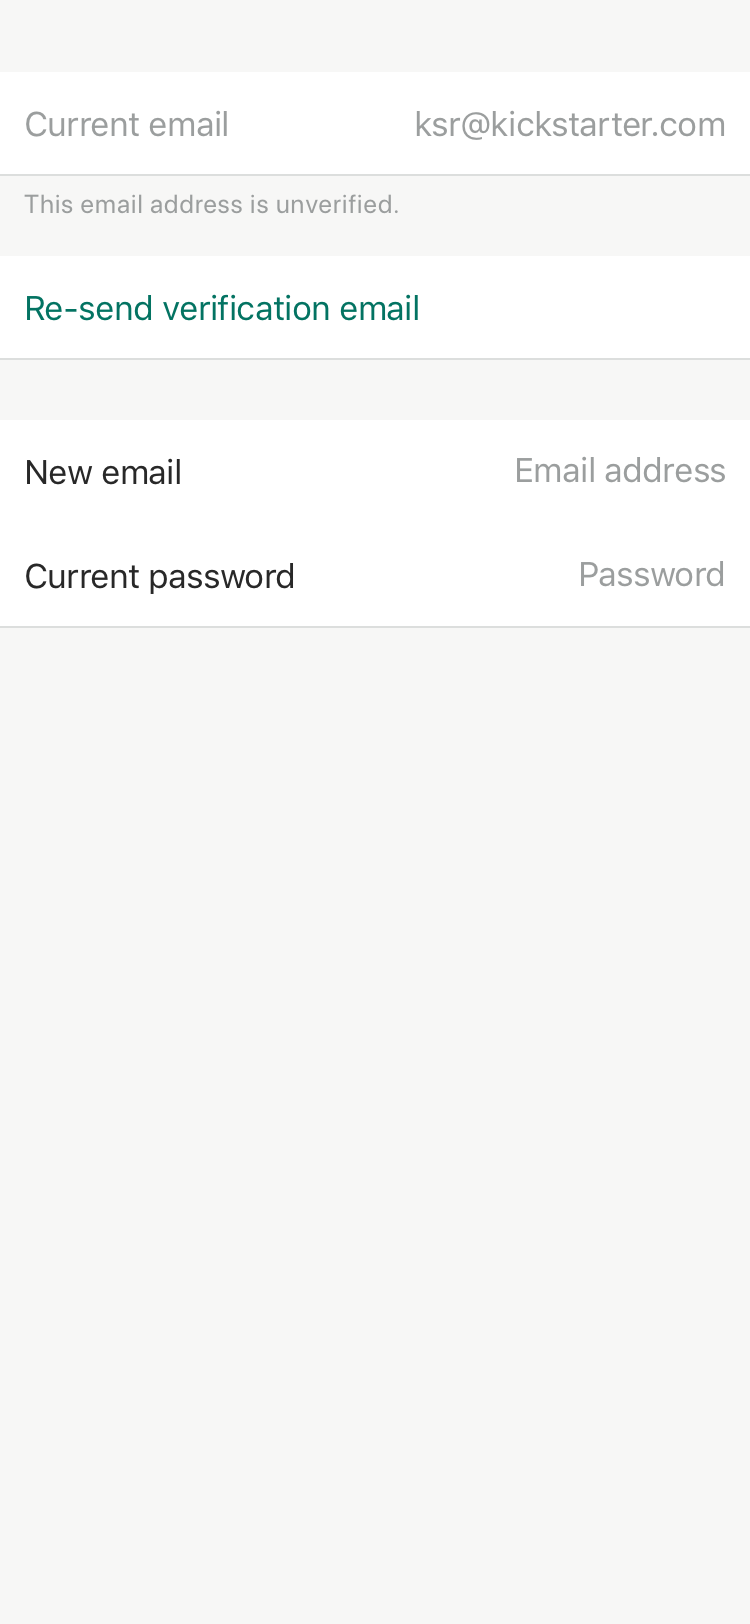 Current email ksr@kickstarter.com
This email address is unverified.
Re-send verification email
New email Email address
Current password Password